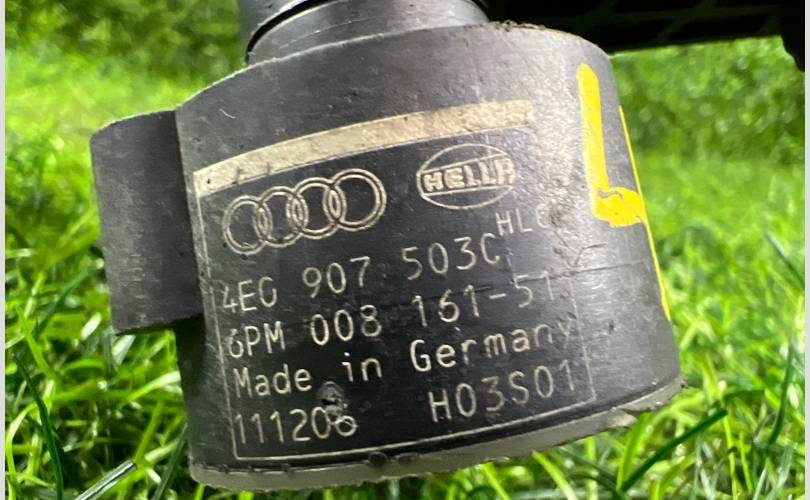 HELLA
HLC
4E0 907 503C
6PM 008 161-51
Made in Germany
111206 H03S01
L